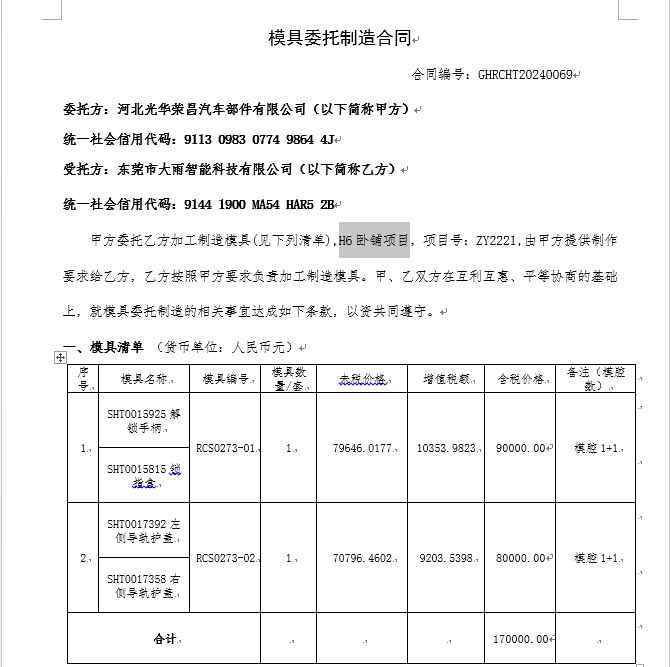 模具委托制造合同
合同编号: GHRCHT20240069
委托方: 河北光华荣昌汽车部件有限公司（以下简称甲方）
统一社会信用代码: 9113 0983 0774 9864 4J
受托方: 东莞市大雨智能科技有限公司（以下简称乙方）
统一社会信用代码: 9144 1900 MA54 HAR5 2B
甲方委托乙方加工制造模具(见下列清单),H6卧铺项目, 项目号: ZY2221,由甲方提供制作
要求给乙方, 乙方按照甲方要求负责加工制造模具。甲、乙双方在互利互惠、平等协商的基础
上, 就模具委托制造的相关事宜达成如下条款, 以资共同遵守。
一、模具清单 （货币单位: 人民币元）
序号 模具名称 模具编号 模具数量/套 未税价格 增值税额 含税价格 备注（模腔数）
1 SHT0015925 解锁手柄 RCS0273-01 1 79646.0177 10353.9823 90000.00 模腔 1+1
SHT0015815 锁指盒
2 SHT0017392 左侧导轨护盖 RCS0273-02 1 70796.4602 9203.5398 80000.00 模腔 1+1
SHT0017358 右侧导轨护盖
合计 170000.00